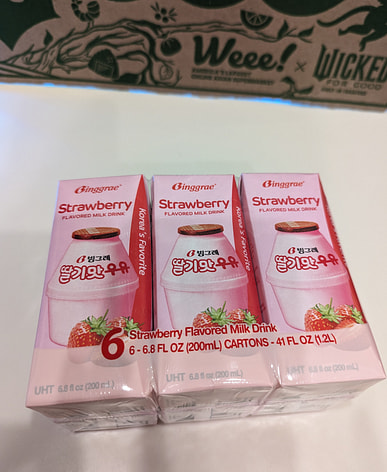 Weee!
×
WICKED
FOR GOOD
Binggrae
Strawberry
FLAVORED MILK DRINK
Korea's Favorite
빙그레
딸기맛우유
UHT 6.8 fl oz (200 mL)
Binggrae
Strawberry
FLAVORED MILK DRINK
Korea's Favorite
빙그레
딸기맛우유
UHT 6.8 fl oz (200 mL)
Binggrae
Strawberry
FLAVORED MILK DRINK
빙그레
딸기맛우유
UHT 6.8 fl oz (200 mL)
6 Strawberry Flavored Milk Drink
6 - 6.8 FL OZ (200mL) CARTONS - 41 FL OZ (1.2L)